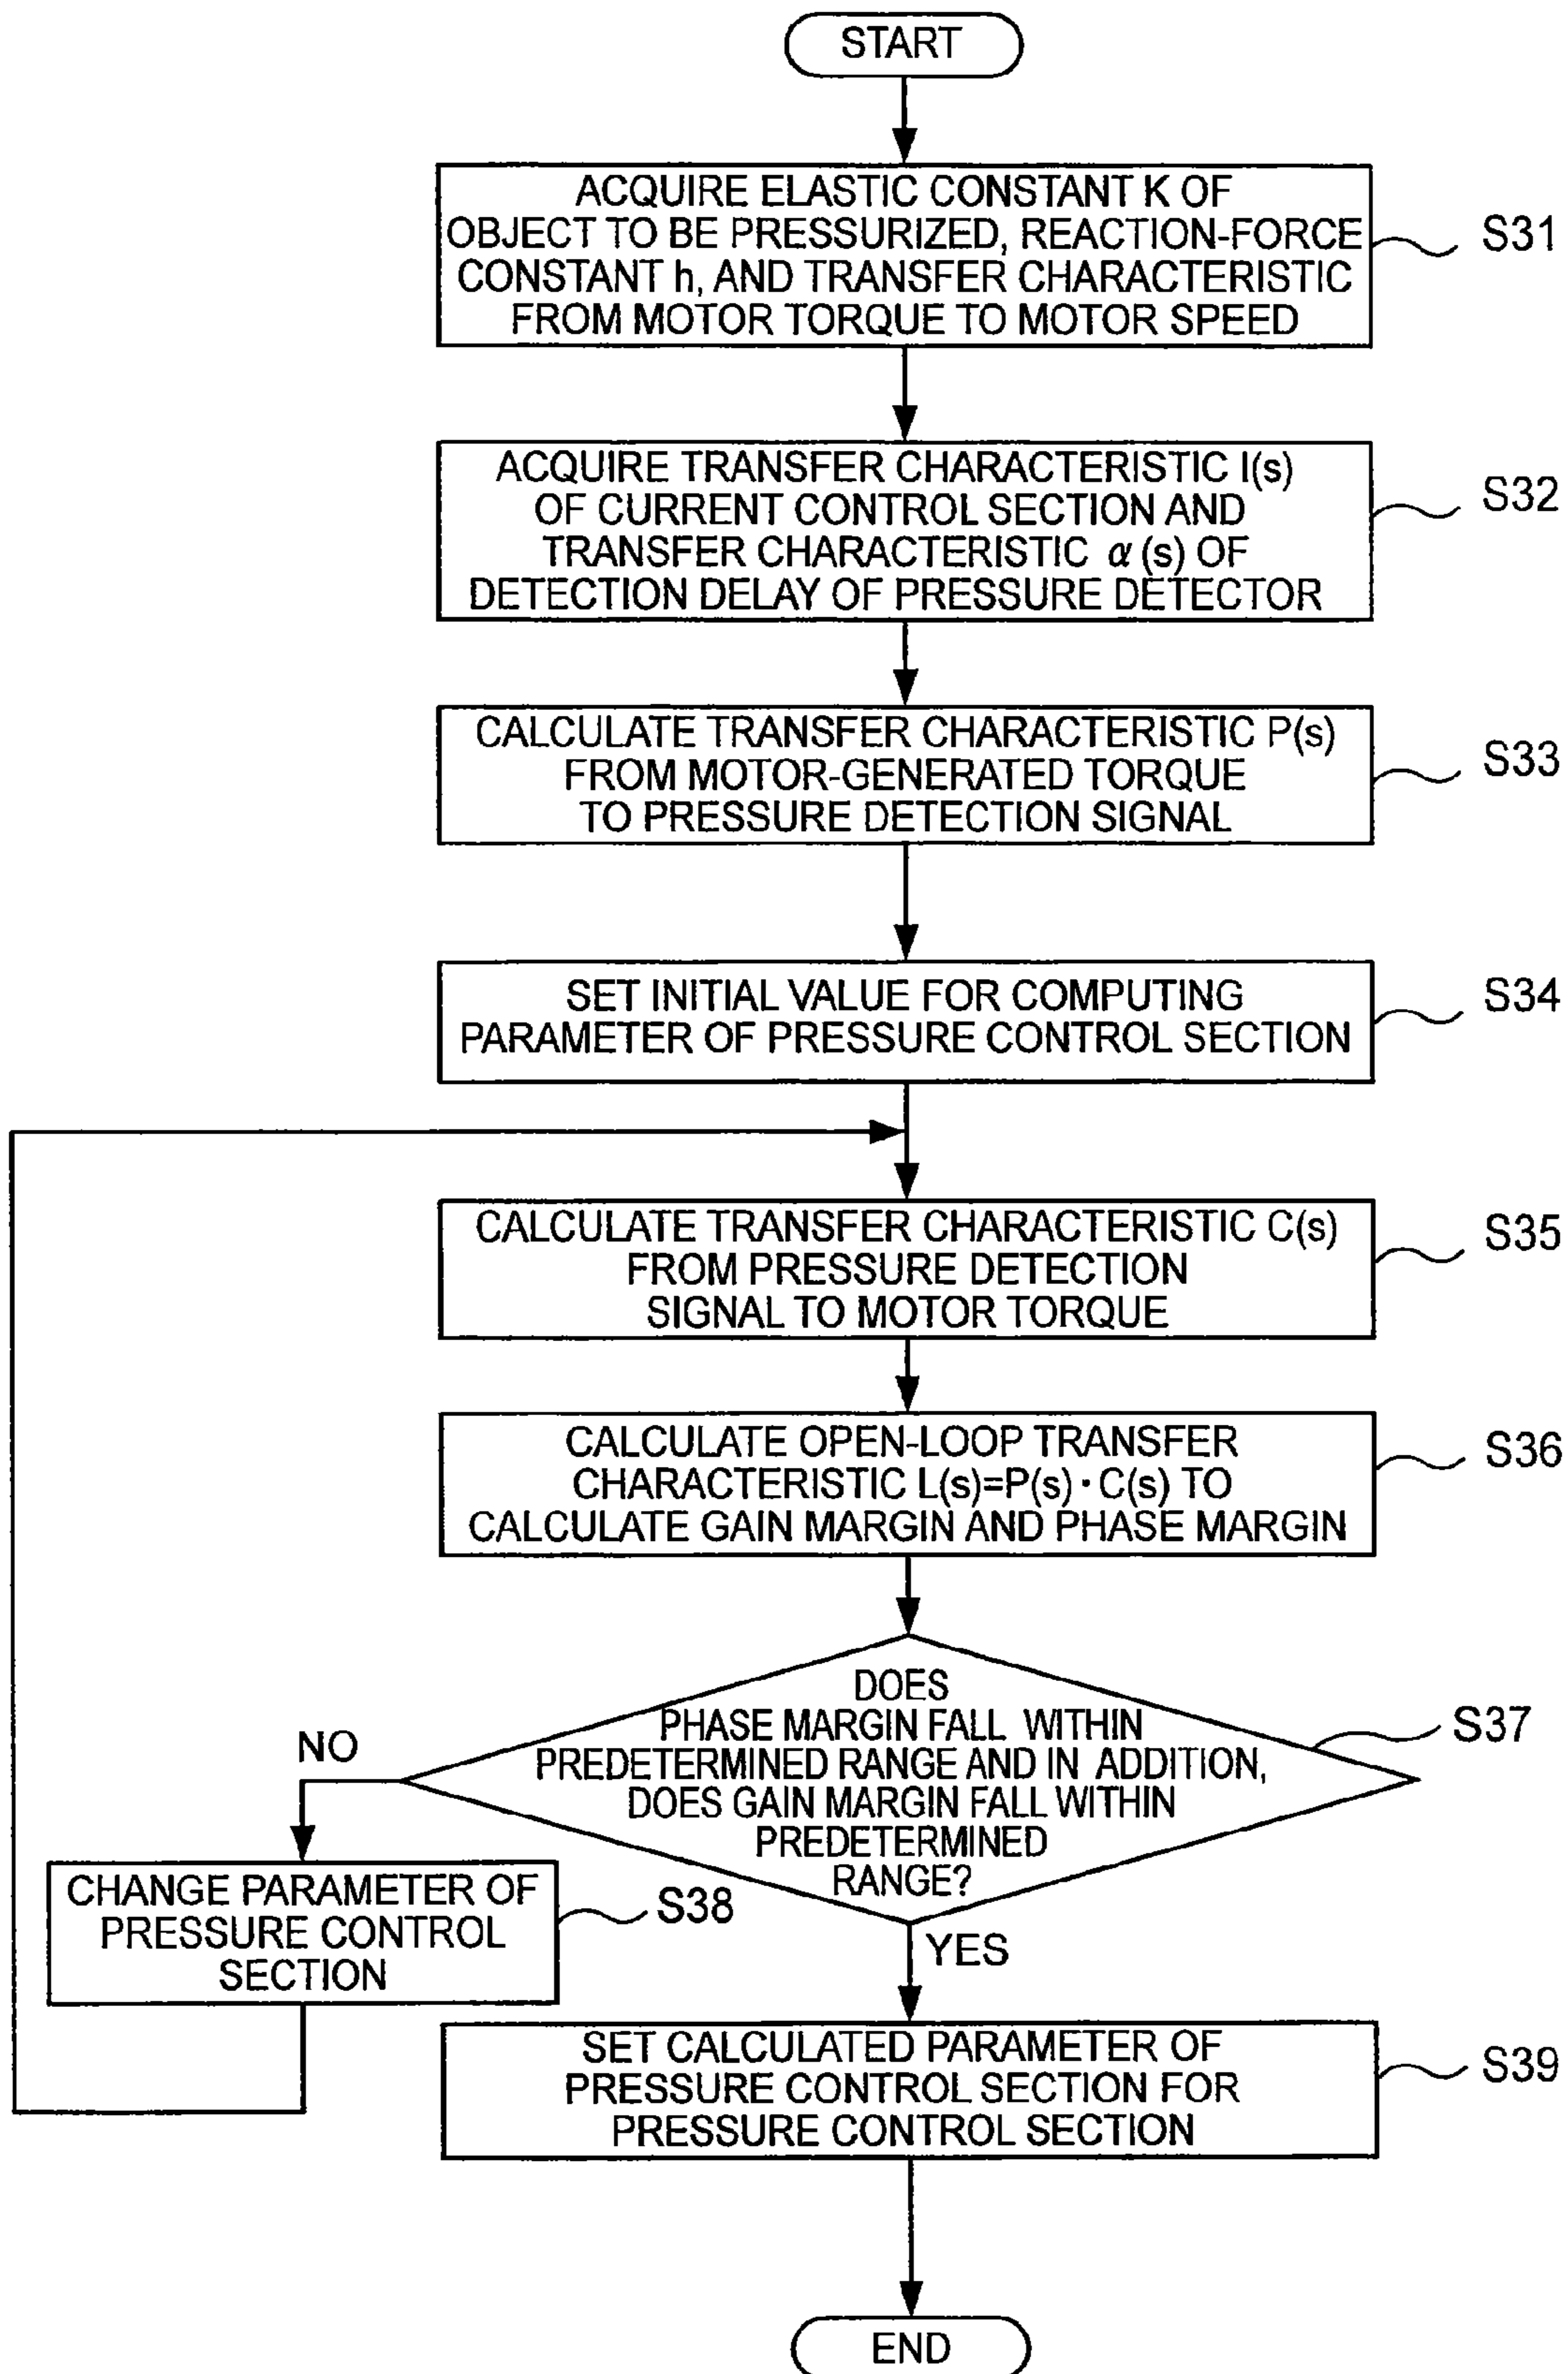 START
ACQUIRE ELASTIC CONSTANT K OF
OBJECT TO BE PRESSURIZED, REACTION-FORCE
CONSTANT h, AND TRANSFER CHARACTERISTIC
FROM MOTOR TORQUE TO MOTOR SPEED
S31
ACQUIRE TRANSFER CHARACTERISTIC I(s)
OF CURRENT CONTROL SECTION AND
TRANSFER CHARACTERISTIC α(s) OF
DETECTION DELAY OF PRESSURE DETECTOR
S32
CALCULATE TRANSFER CHARACTERISTIC P(s)
FROM MOTOR-GENERATED TORQUE
TO PRESSURE DETECTION SIGNAL
S33
SET INITIAL VALUE FOR COMPUTING
PARAMETER OF PRESSURE CONTROL SECTION
S34
CALCULATE TRANSFER CHARACTERISTIC C(s)
FROM PRESSURE DETECTION
SIGNAL TO MOTOR TORQUE
S35
CALCULATE OPEN-LOOP TRANSFER
CHARACTERISTIC L(s)=P(s)·C(s) TO
CALCULATE GAIN MARGIN AND PHASE MARGIN
S36
DOES
PHASE MARGIN FALL WITHIN
PREDETERMINED RANGE AND IN ADDITION,
DOES GAIN MARGIN FALL WITHIN
PREDETERMINED
RANGE?
S37
NO
CHANGE PARAMETER OF
PRESSURE CONTROL
SECTION
S38
YES
SET CALCULATED PARAMETER OF
PRESSURE CONTROL SECTION FOR
PRESSURE CONTROL SECTION
S39
END